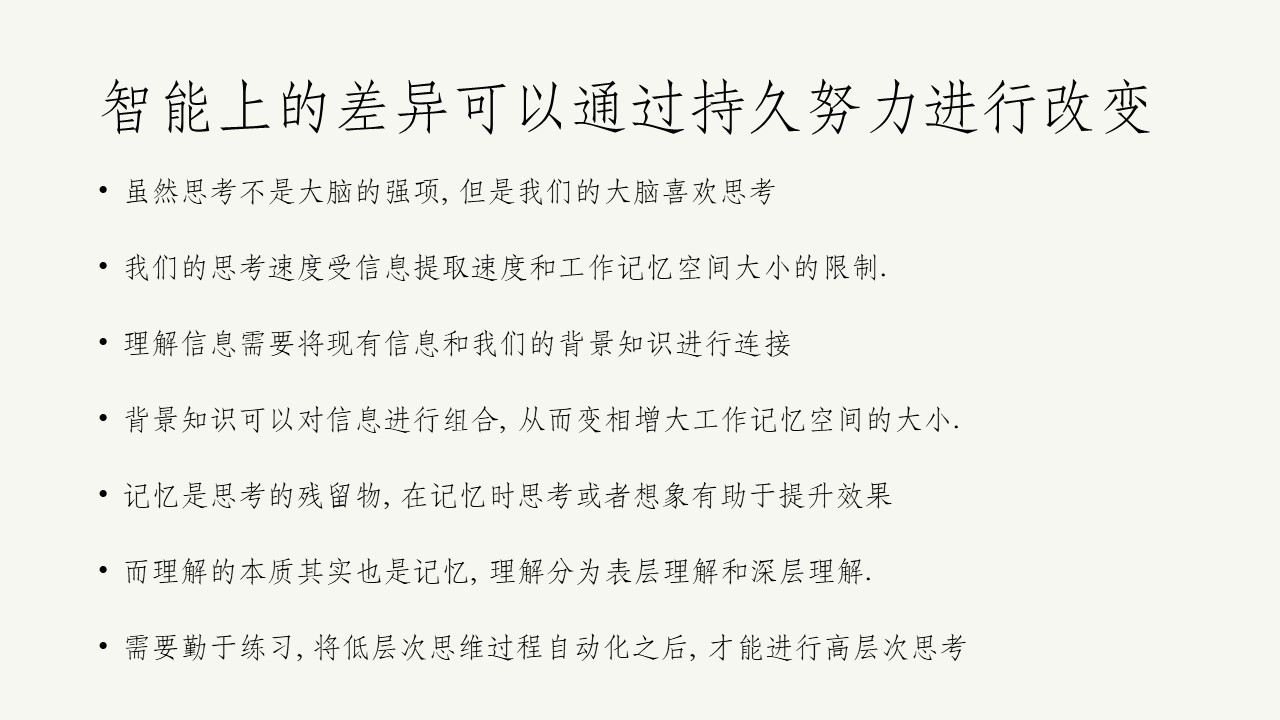 智能上的差异可以通过持久努力进行改变
• 虽然思考不是大脑的强项, 但是我们的大脑喜欢思考
• 我们的思考速度受信息提取速度和工作记忆空间大小的限制.
• 理解信息需要将现有信息和我们的背景知识进行连接
• 背景知识可以对信息进行组合, 从而变相增大工作记忆空间的大小.
• 记忆是思考的残留物, 在记忆时思考或者想象有助于提升效果
• 而理解的本质其实也是记忆, 理解分为表层理解和深层理解.
• 需要勤于练习, 将低层次思维过程自动化之后, 才能进行高层次思考